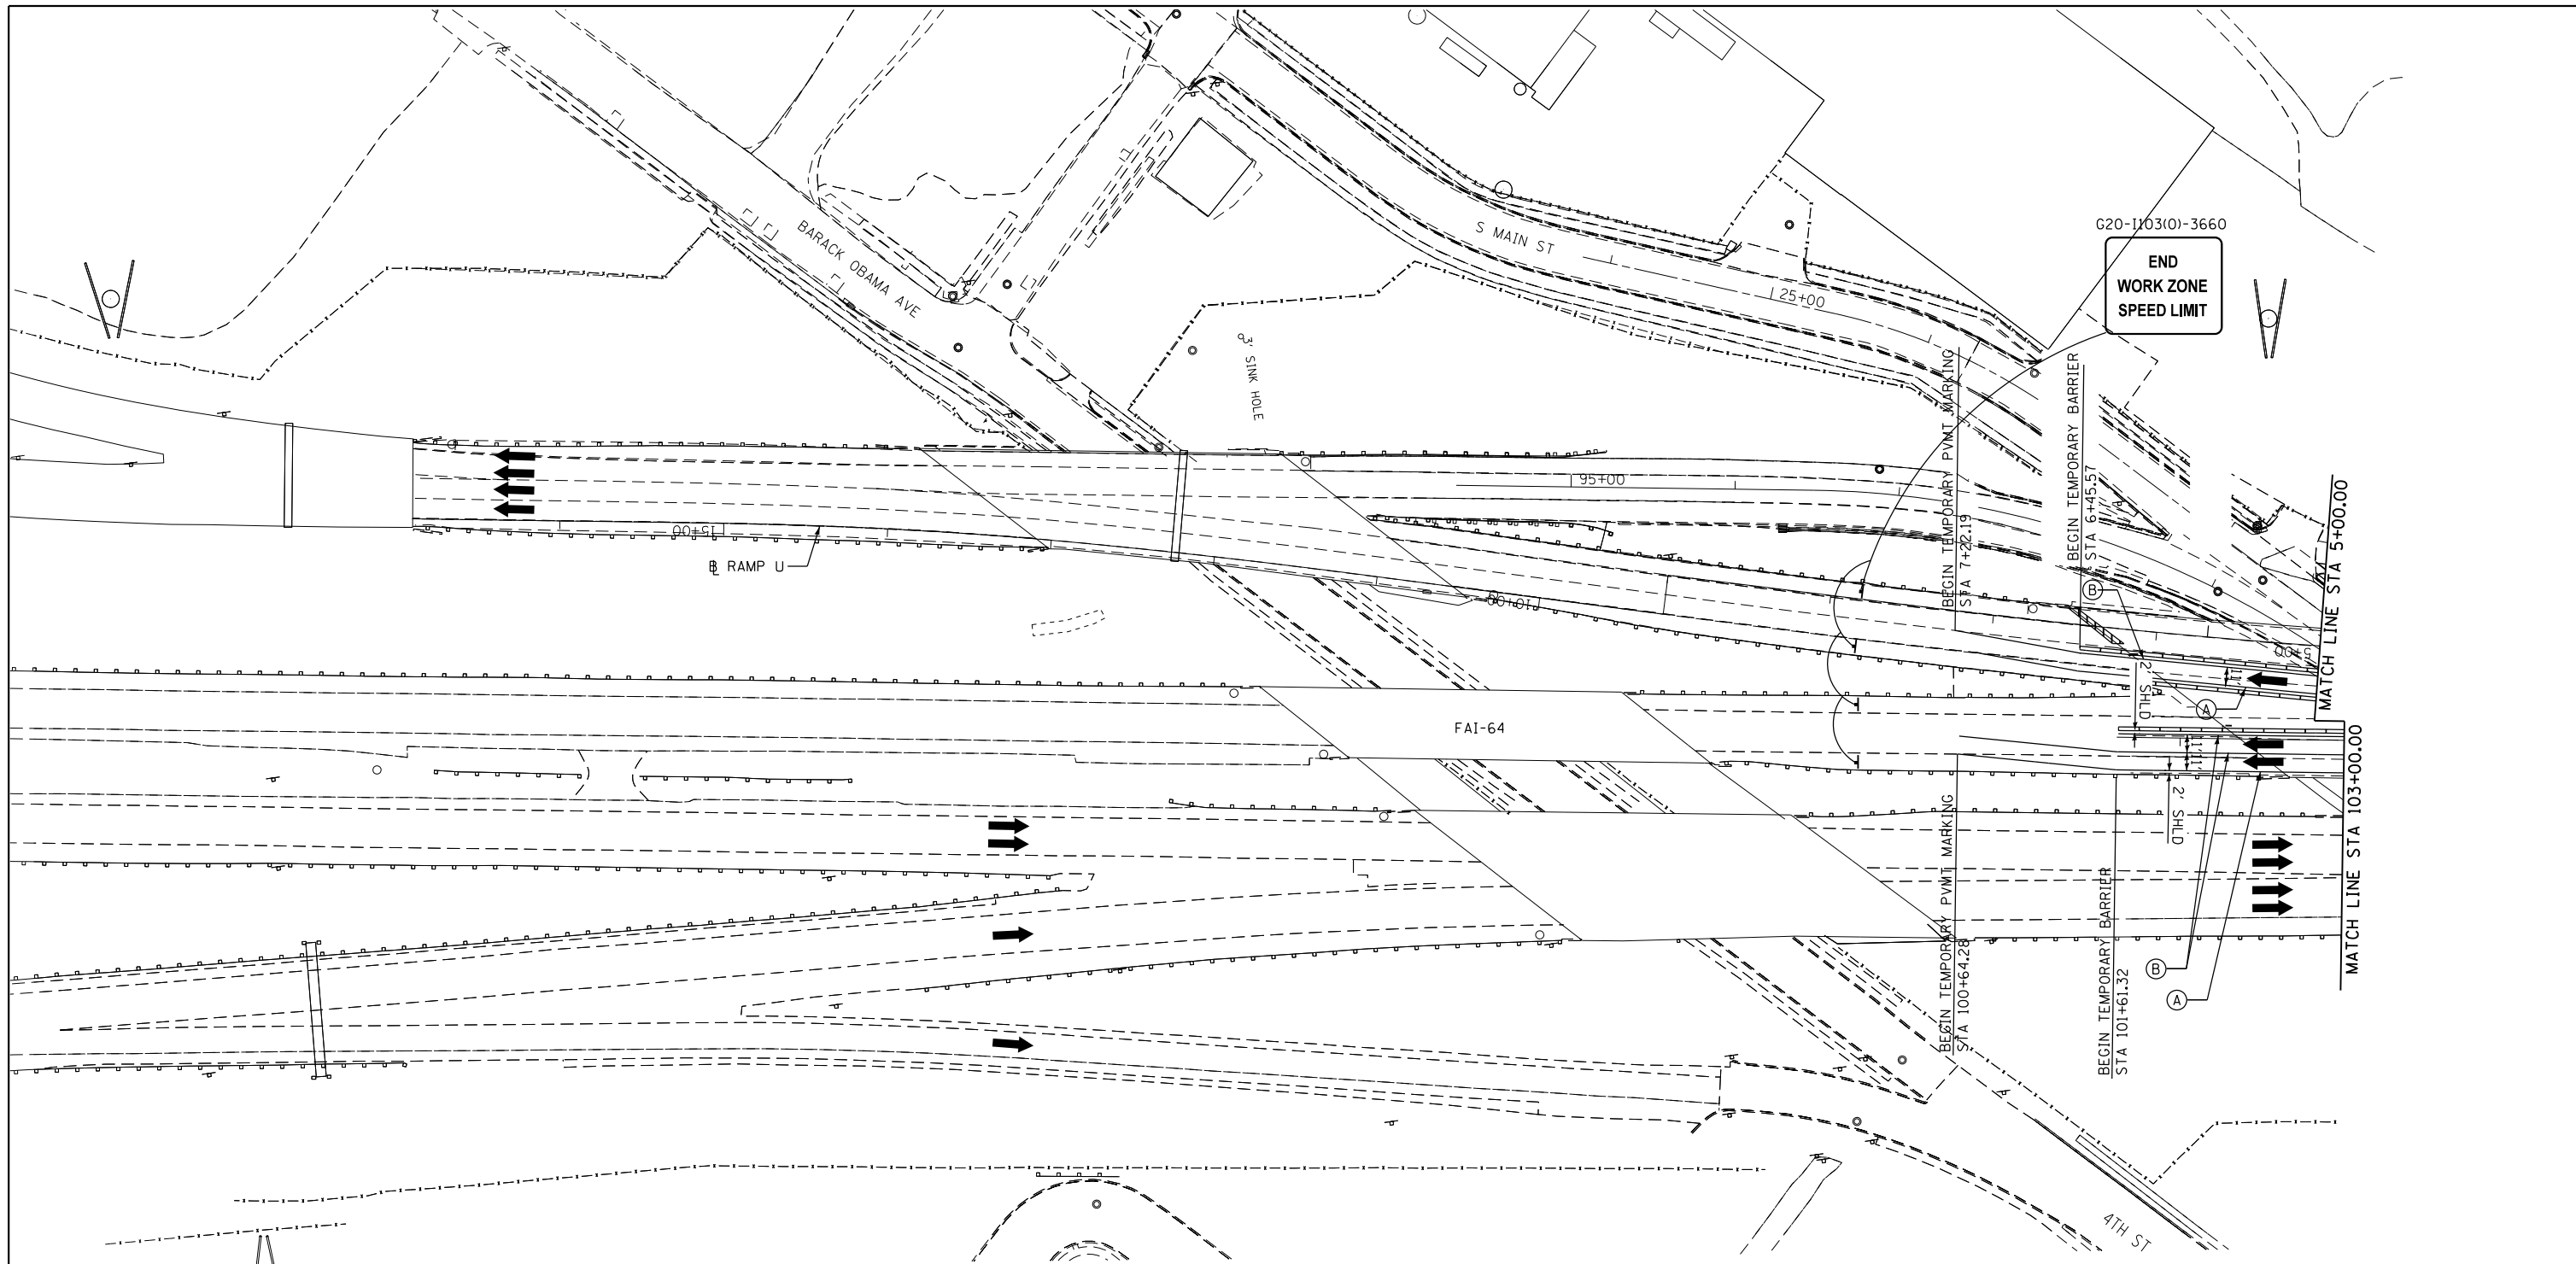 G20-I103(0)-3660
END
WORK ZONE
SPEED LIMIT
BARACK OBAMA AVE
S MAIN ST
25+00
3' SINK HOLE
95+00
15+00
℄ RAMP U
10+00
BEGIN TEMPORARY PVMT MARKING
STA 7+22.19
BEGIN TEMPORARY BARRIER
STA 6+45.57
B
5+00
MATCH LINE STA 5+00.00
11'
2' SHLD
A
FAI-64
11'
11'
2' SHLD
MATCH LINE STA 103+00.00
BEGIN TEMPORARY PVMT MARKING
STA 100+64.28
BEGIN TEMPORARY BARRIER
STA 101+61.32
B
A
4TH ST